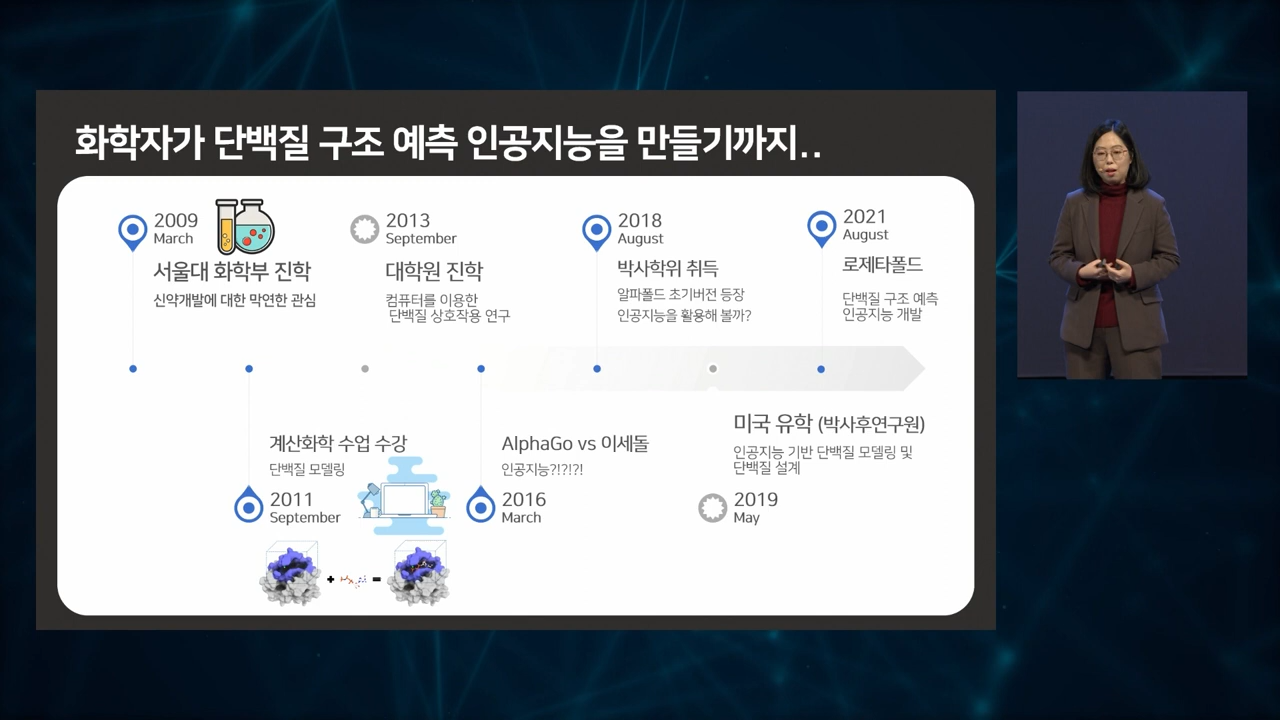 화학자가 단백질 구조 예측 인공지능을 만들기까지..
2009
March
서울대 화학부 진학
신약개발에 대한 막연한 관심
2013
September
대학원 진학
컴퓨터를 이용한
단백질 상호작용 연구
2018
August
박사학위 취득
알파폴드 초기버전 등장
인공지능을 활용해 볼까?
2021
August
로제타폴드
단백질 구조 예측
인공지능 개발
계산화학 수업 수강
단백질 모델링
2011
September
AlphaGo vs 이세돌
인공지능?!?!?!
2016
March
미국 유학 (박사후연구원)
인공지능 기반 단백질 모델링 및
단백질 설계
2019
May